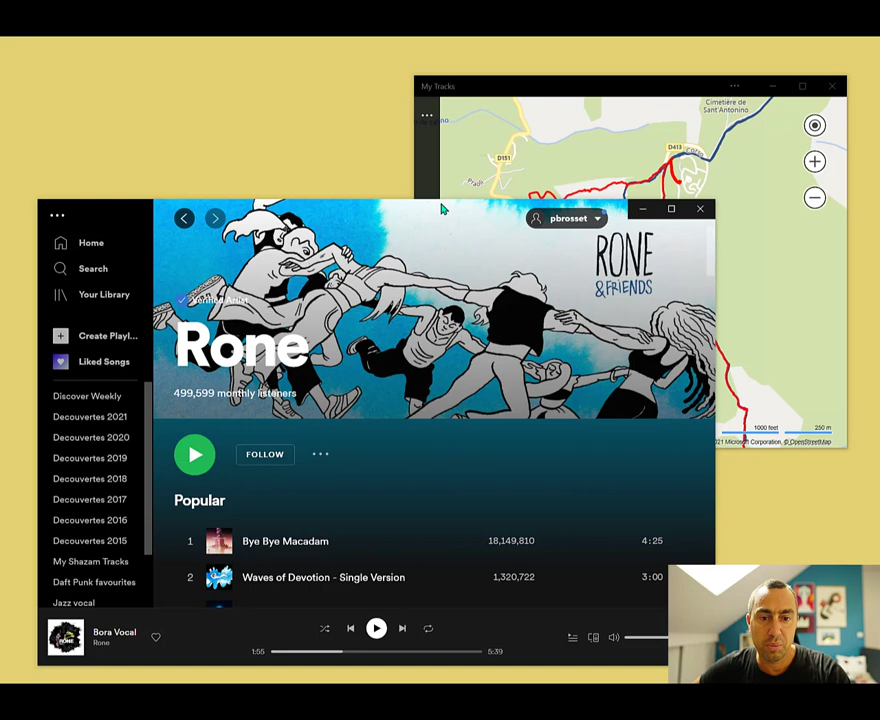 My Tracks
Cimetière de
Sant'Antonino
D413
D151
1000 feet
250 m
021 Microsoft Corporation, © OpenStreetMap
pbrosset
RONE
&FRIENDS
Home
Search
Your Library
Create Playl...
Liked Songs
Discover Weekly
Decouvertes 2021
Decouvertes 2020
Decouvertes 2019
Decouvertes 2018
Decouvertes 2017
Decouvertes 2016
Decouvertes 2015
My Shazam Tracks
Daft Punk favourites
Jazz vocal
Verified Artist
Rone
499,599 monthly listeners
FOLLOW
Popular
1 Bye Bye Macadam 18,149,810 4:25
2 Waves of Devotion - Single Version 1,320,722 3:00
Bora Vocal
Rone
1:55
5:39